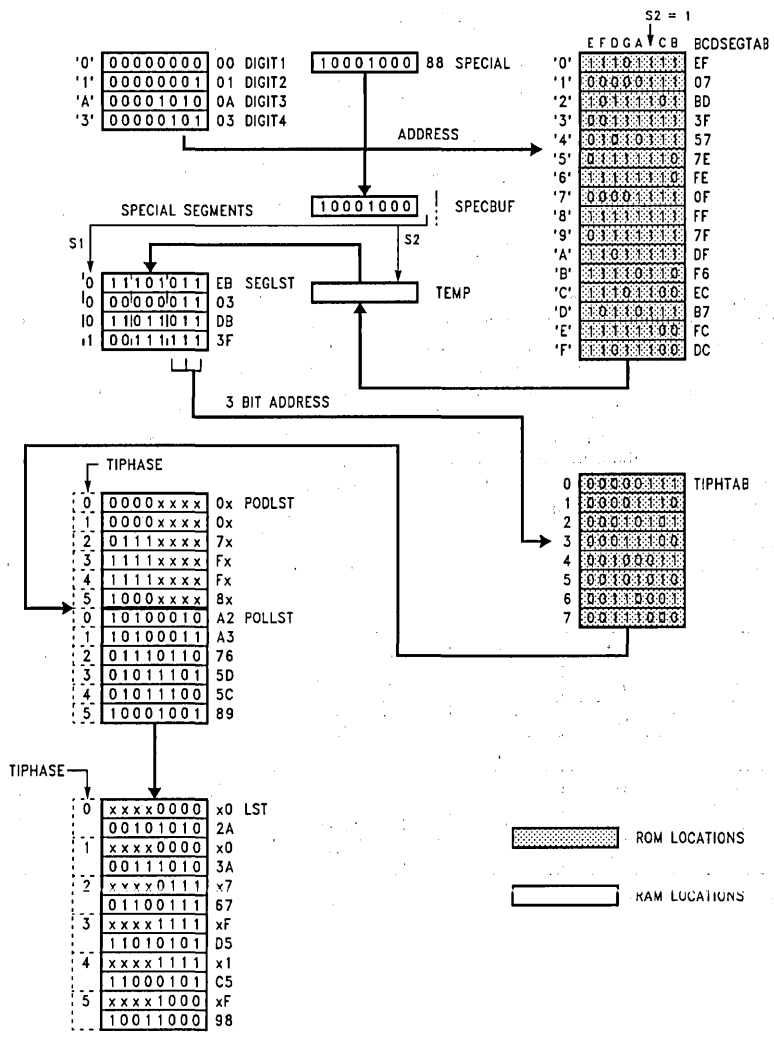 S2 = 1
E F D G A C B BCDSEGTAB
'0' 00000000 00 DIGIT1
'1' 00000001 01 DIGIT2
'A' 00001010 0A DIGIT3
'3' 00000101 03 DIGIT4
10001000 88 SPECIAL
ADDRESS
'0' 11101111 EF
'1' 00000111 07
'2' 10111101 BD
'3' 00111111 3F
'4' 01010111 57
'5' 01111110 7E
'6' 11111110 FE
'7' 00001111 0F
'8' 11111111 FF
'9' 01111111 7F
'A' 11011111 DF
'B' 11110110 F6
'C' 11101100 EC
'D' 10110111 B7
'E' 11111100 FC
'F' 11011100 DC
10001000 SPECBUF
SPECIAL SEGMENTS
S1
S2
0 11101011 EB SEGLST
0 00000011 03
0 11011011 DB
1 00111111 3F
TEMP
3 BIT ADDRESS
TIPHASE
0 0000xxxx 0x PODLST
1 0000xxxx 0x
2 0111xxxx 7x
3 1111xxxx Fx
4 1111xxxx Fx
5 1000xxxx 8x
0 10100010 A2 POLLST
1 10100011 A3
2 01110110 76
3 01011101 5D
4 01011100 5C
5 10001001 89
0 00000111 TIPHTAB
1 00001110
2 00010101
3 00011100
4 00100011
5 00101010
6 00110001
7 00111000
TIPHASE
0 xxxx0000 x0 LST
00101010 2A
1 xxxx0000 x0
00111010 3A
2 xxxx0111 x7
01100111 67
3 xxxx1111 xF
11010101 D5
4 xxxx1111 x1
11000101 C5
5 xxxx1000 xF
10011000 98
ROM LOCATIONS
RAM LOCATIONS